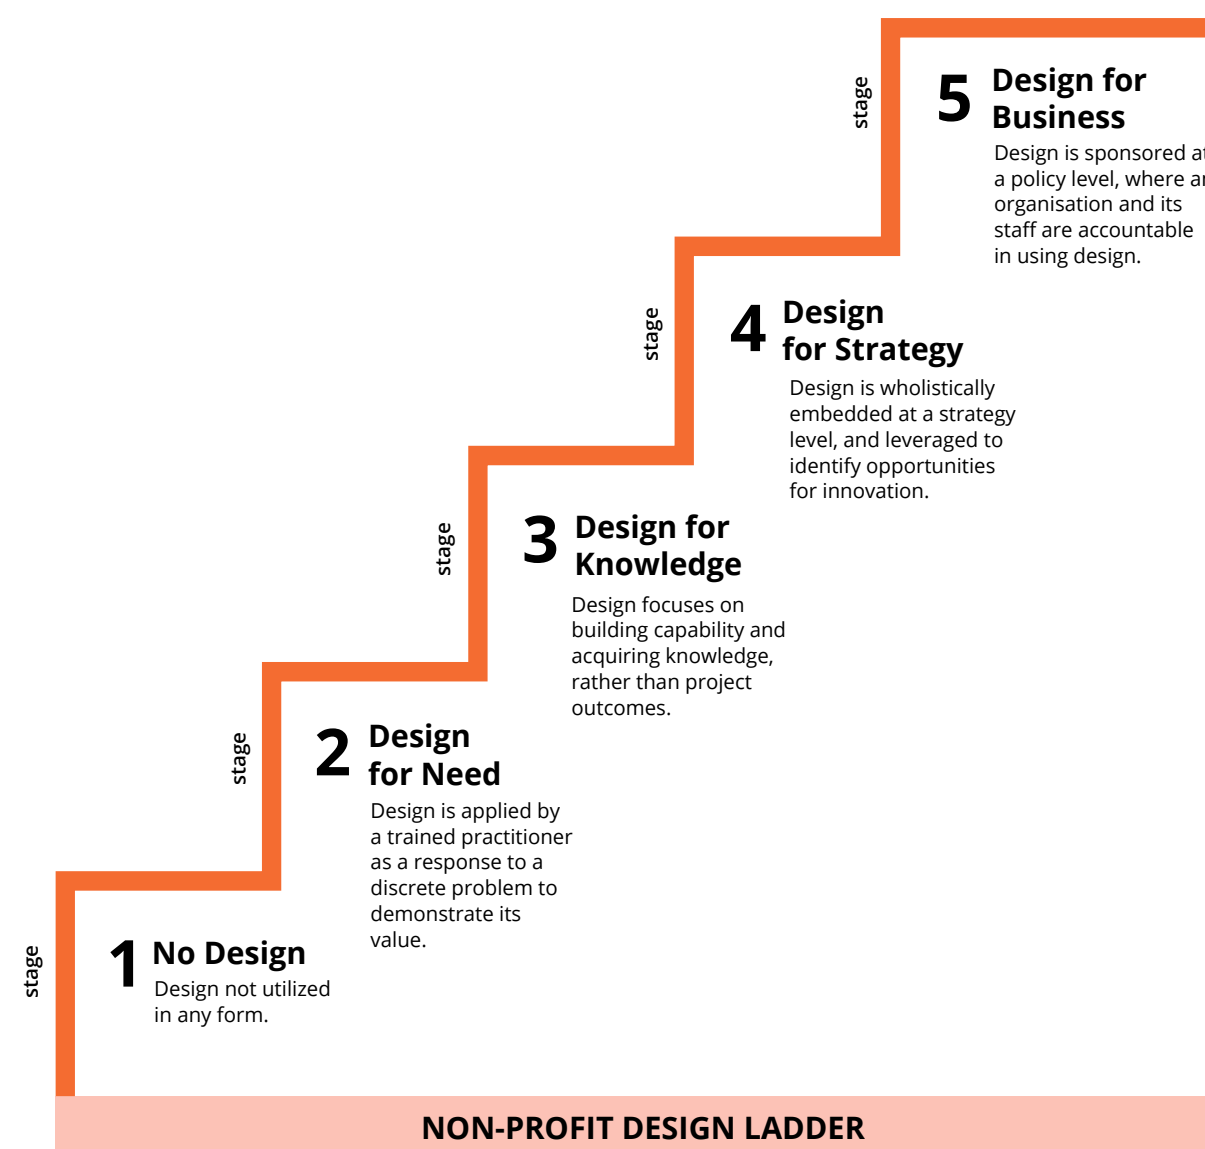 stage
5
Design for
Business
Design is sponsored at
a policy level, where an
organisation and its
staff are accountable
in using design.
stage
4
Design
for Strategy
Design is wholistically
embedded at a strategy
level, and leveraged to
identify opportunities
for innovation.
stage
3
Design for
Knowledge
Design focuses on
building capability and
acquiring knowledge,
rather than project
outcomes.
stage
2
Design
for Need
Design is applied by
a trained practitioner
as a response to a
discrete problem to
demonstrate its
value.
stage
1
No Design
Design not utilized
in any form.
NON-PROFIT DESIGN LADDER